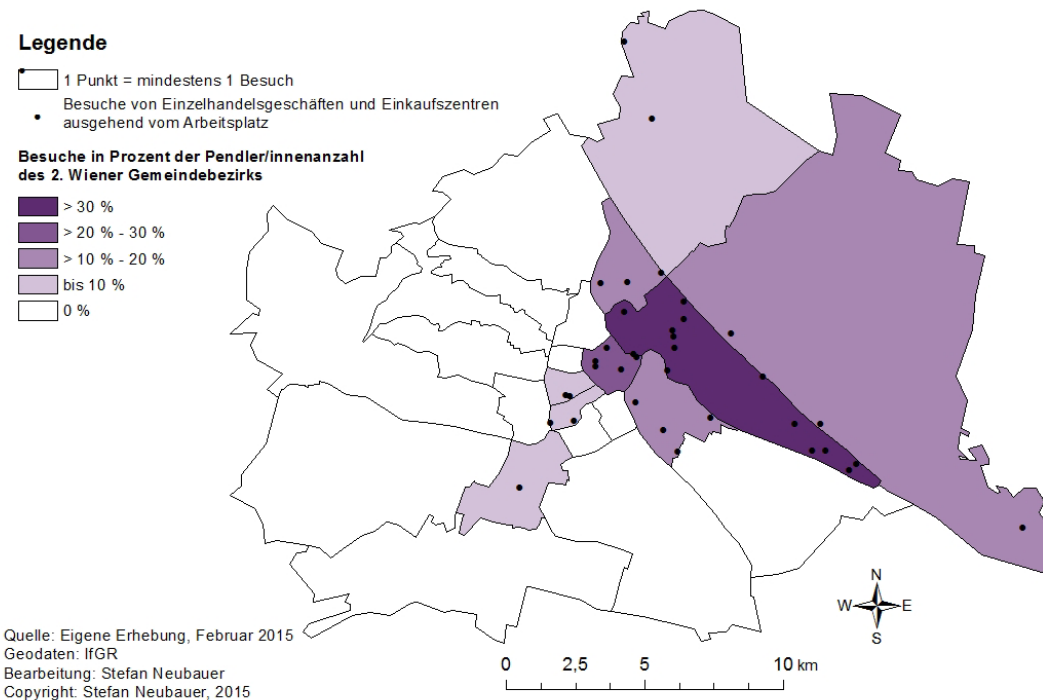 Legende
1 Punkt = mindestens 1 Besuch
Besuche von Einzelhandelsgeschäften und Einkaufszentren
ausgehend vom Arbeitsplatz
Besuche in Prozent der Pendler/innenanzahl
des 2. Wiener Gemeindebezirks
> 30 %
> 20 % - 30 %
> 10 % - 20 %
bis 10 %
0 %
N
W E
S
Quelle: Eigene Erhebung, Februar 2015
Geodaten: IfGR
Bearbeitung: Stefan Neubauer
Copyright: Stefan Neubauer, 2015
0 2,5 5 10 km